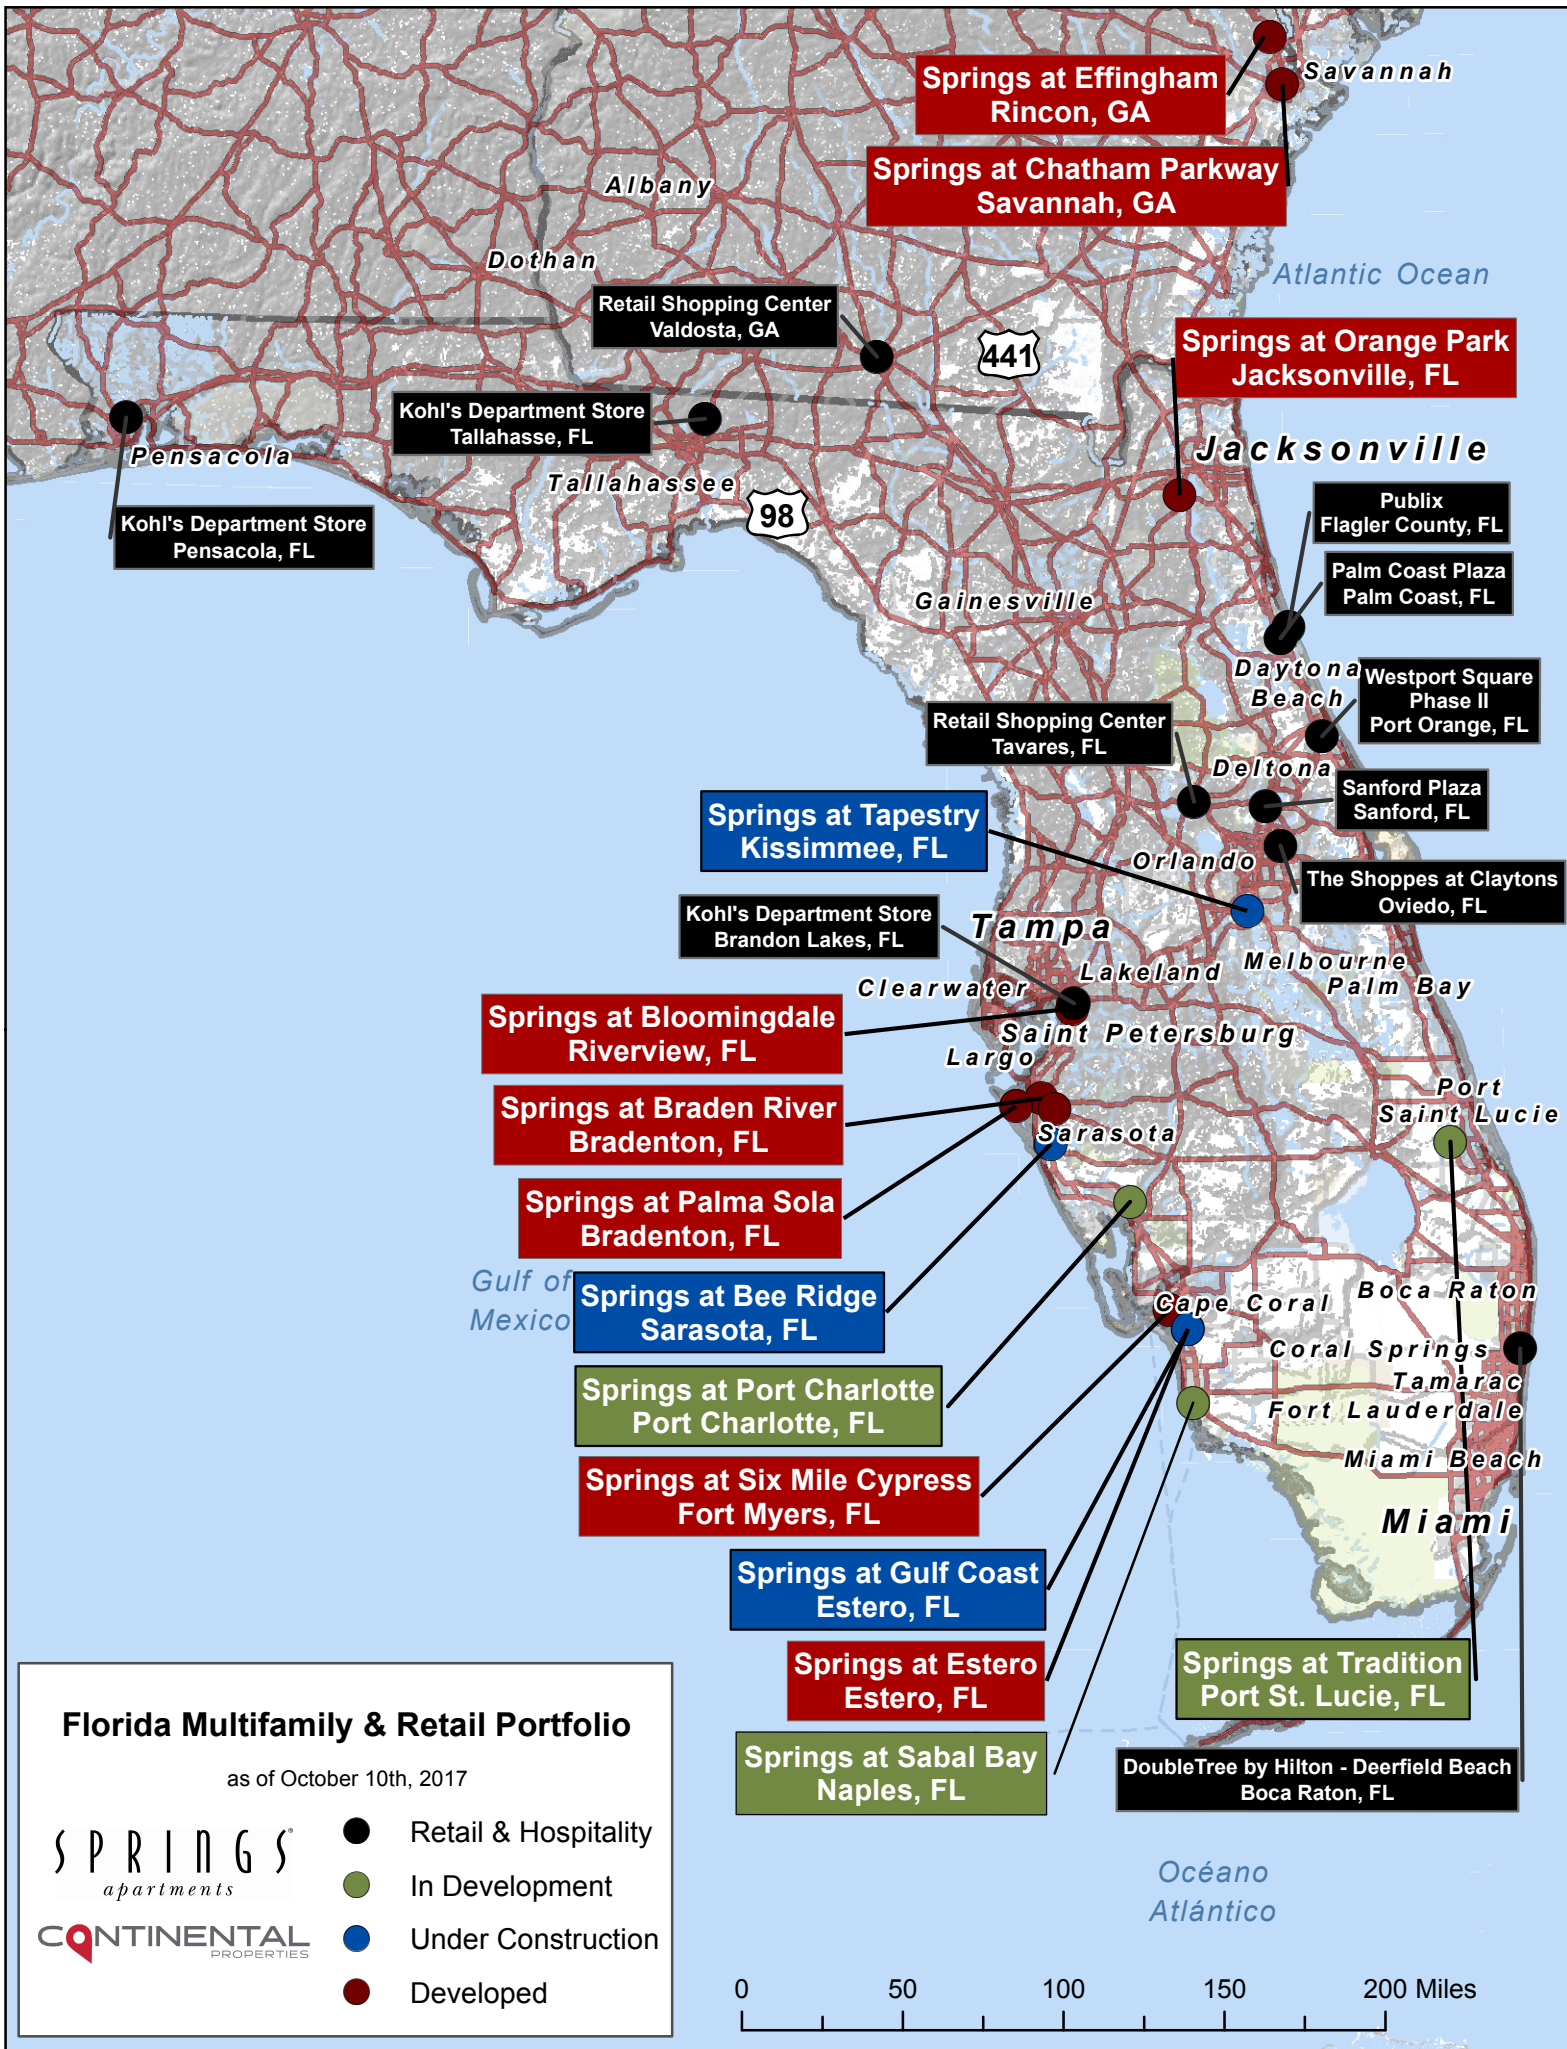 Springs at Effingham
Rincon, GA
Savannah
Springs at Chatham Parkway
Savannah, GA
Albany
Dothan
Atlantic Ocean
Retail Shopping Center
Valdosta, GA
441
Springs at Orange Park
Jacksonville, FL
Kohl's Department Store
Tallahasse, FL
Jacksonville
Pensacola
Tallahassee
98
Kohl's Department Store
Pensacola, FL
Publix
Flagler County, FL
Palm Coast Plaza
Palm Coast, FL
Gainesville
Daytona
Beach
Westport Square
Phase II
Port Orange, FL
Retail Shopping Center
Tavares, FL
Deltona
Sanford Plaza
Sanford, FL
Springs at Tapestry
Kissimmee, FL
Orlando
The Shoppes at Claytons
Oviedo, FL
Kohl's Department Store
Brandon Lakes, FL
Tampa
Lakeland
Melbourne
Clearwater
Palm Bay
Springs at Bloomingdale
Riverview, FL
Saint Petersburg
Largo
Springs at Braden River
Bradenton, FL
Port
Saint Lucie
Sarasota
Springs at Palma Sola
Bradenton, FL
Gulf of
Mexico
Springs at Bee Ridge
Sarasota, FL
Cape Coral
Boca Raton
Coral Springs
Tamarac
Fort Lauderdale
Springs at Port Charlotte
Port Charlotte, FL
Miami Beach
Springs at Six Mile Cypress
Fort Myers, FL
Miami
Springs at Gulf Coast
Estero, FL
Springs at Estero
Estero, FL
Springs at Tradition
Port St. Lucie, FL
Springs at Sabal Bay
Naples, FL
DoubleTree by Hilton - Deerfield Beach
Boca Raton, FL
Florida Multifamily & Retail Portfolio
as of October 10th, 2017
SPRINGS®
apartments
CONTINENTAL
PROPERTIES
Retail & Hospitality
In Development
Under Construction
Developed
Océano
Atlántico
0 50 100 150 200 Miles